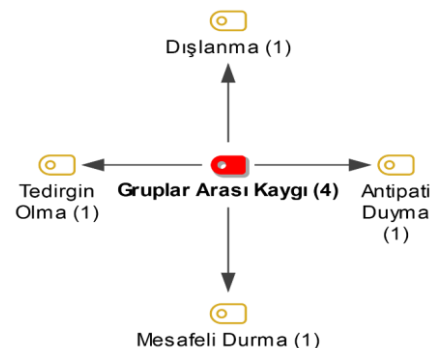 Dışlanma (1)
Tedirgin
Olma (1)
Gruplar Arası Kaygı (4)
Antipati
Duyma
(1)
Mesafeli Durma (1)